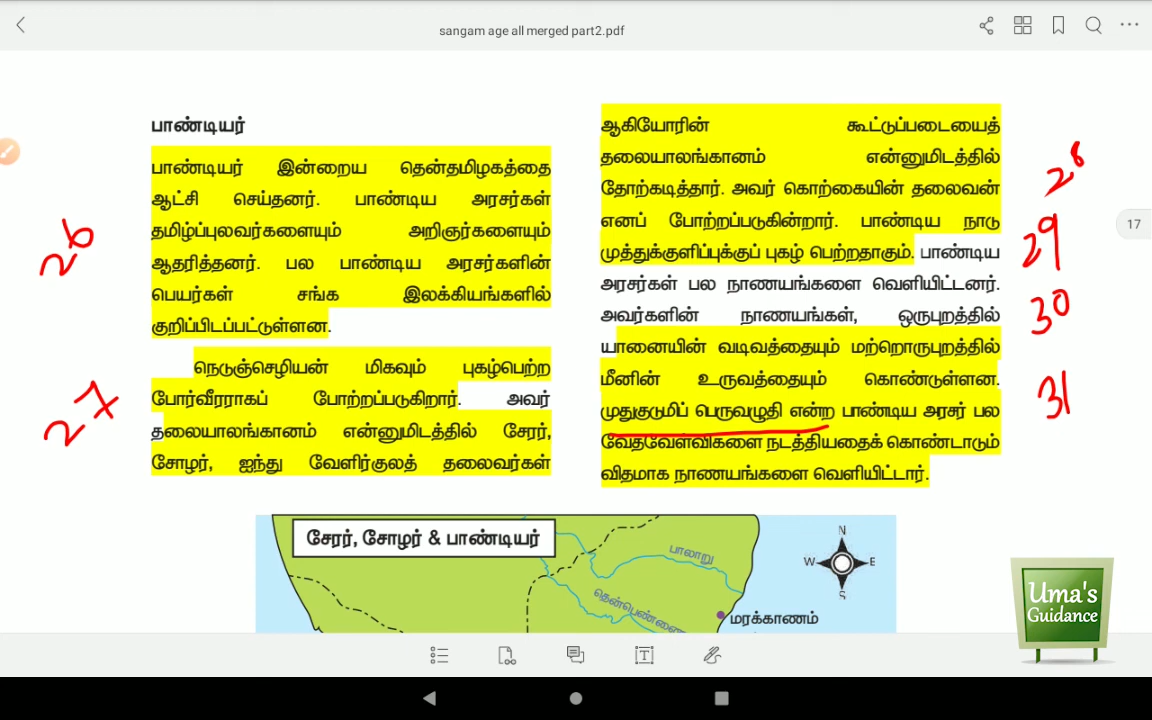 sangam age all merged part2.pdf
பாண்டியர்
பாண்டியர் இன்றைய தென்தமிழகத்தை
ஆட்சி செய்தனர். பாண்டிய அரசர்கள்
தமிழ்ப்புலவர்களையும் அறிஞர்களையும்
ஆதரித்தனர். பல பாண்டிய அரசர்களின்
பெயர்கள் சங்க இலக்கியங்களில்
குறிப்பிடப்பட்டுள்ளன.
26
நெடுஞ்செழியன் மிகவும் புகழ்பெற்ற
போர்வீரராகப் போற்றப்படுகிறார். அவர்
தலையாலங்கானம் என்னுமிடத்தில் சேரர்,
சோழர், ஐந்து வேளிர்குலத் தலைவர்கள்
27
ஆகியோரின் கூட்டுப்படையைத்
தலையாலங்கானம் என்னுமிடத்தில்
தோற்கடித்தார். அவர் கொற்கையின் தலைவன்
எனப் போற்றப்படுகின்றார். பாண்டிய நாடு
முத்துக்குளிப்புக்குப் புகழ் பெற்றதாகும். பாண்டிய
அரசர்கள் பல நாணயங்களை வெளியிட்டனர்.
அவர்களின் நாணயங்கள், ஒருபுறத்தில்
யானையின் வடிவத்தையும் மற்றொருபுறத்தில்
மீனின் உருவத்தையும் கொண்டுள்ளன.
முதுகுடுமிப் பெருவழுதி என்ற பாண்டிய அரசர் பல
வேதவேள்விகளை நடத்தியதைக் கொண்டாடும்
விதமாக நாணயங்களை வெளியிட்டார்.
28
29
30
31
17
சேரர், சோழர் & பாண்டியர்
பாலாறு
தென்பெண்ணை
மரக்காணம்
N
W E
S
Uma's
Guidance